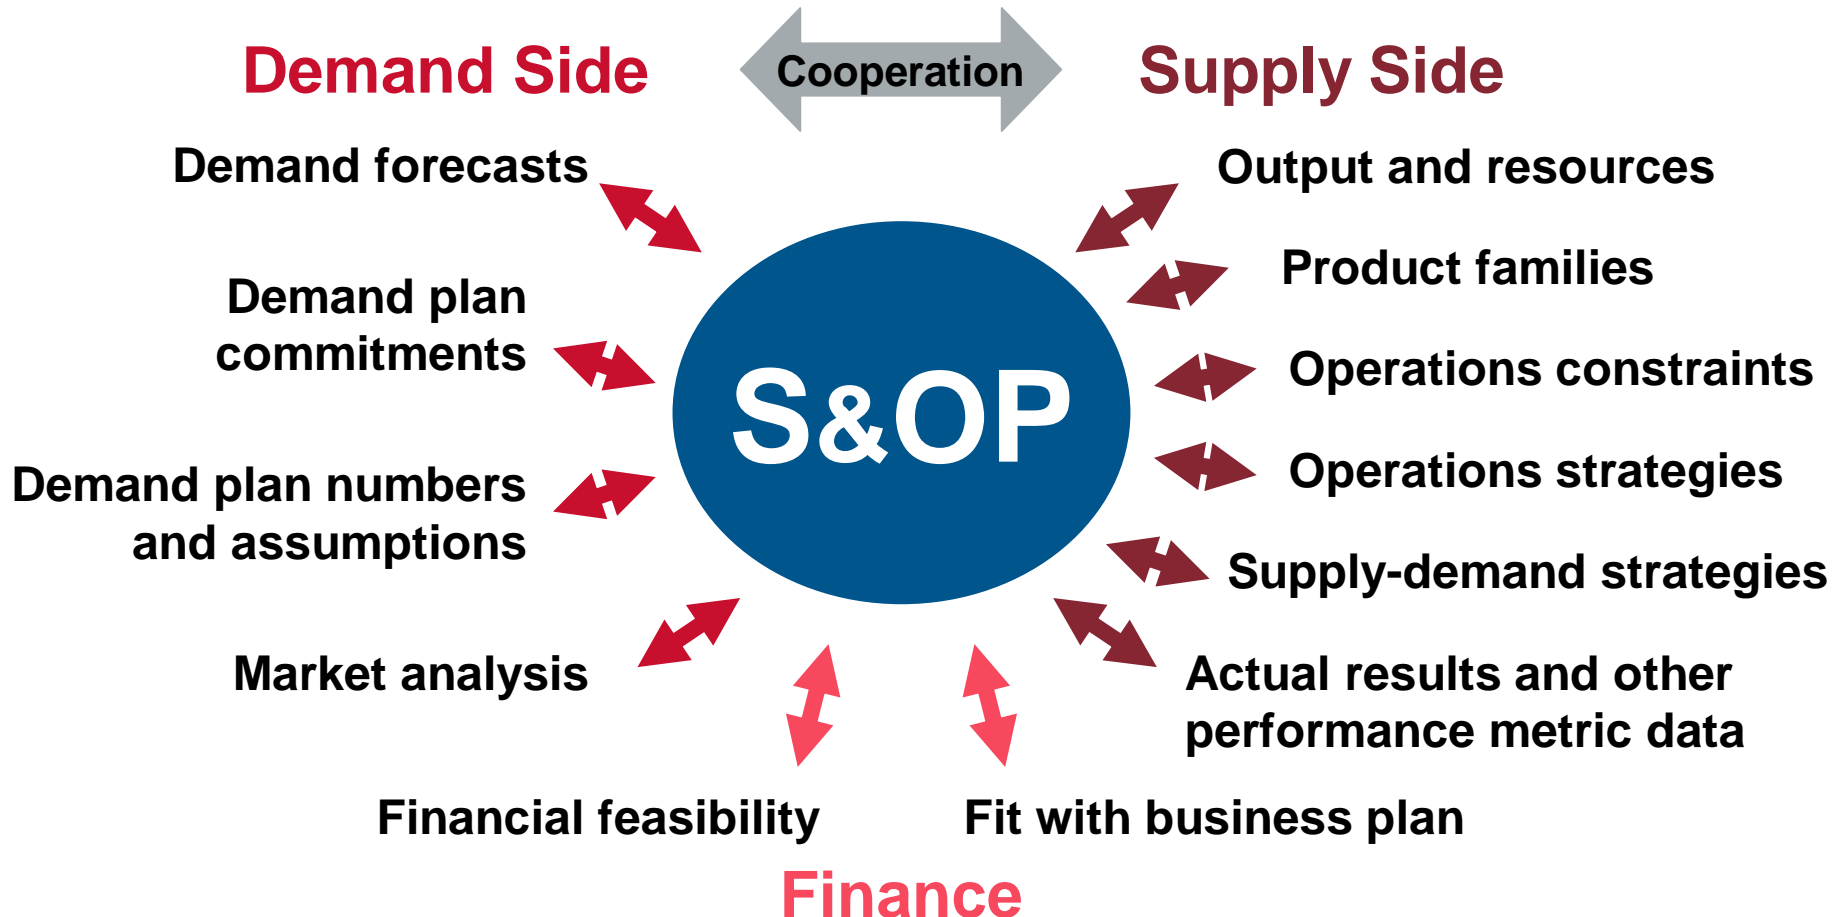 Demand Side
Cooperation
Supply Side
Demand forecasts
Demand plan
commitments
Demand plan numbers
and assumptions
Market analysis
S&OP
Output and resources
Product families
Operations constraints
Operations strategies
Supply-demand strategies
Actual results and other
performance metric data
Financial feasibility
Fit with business plan
Finance